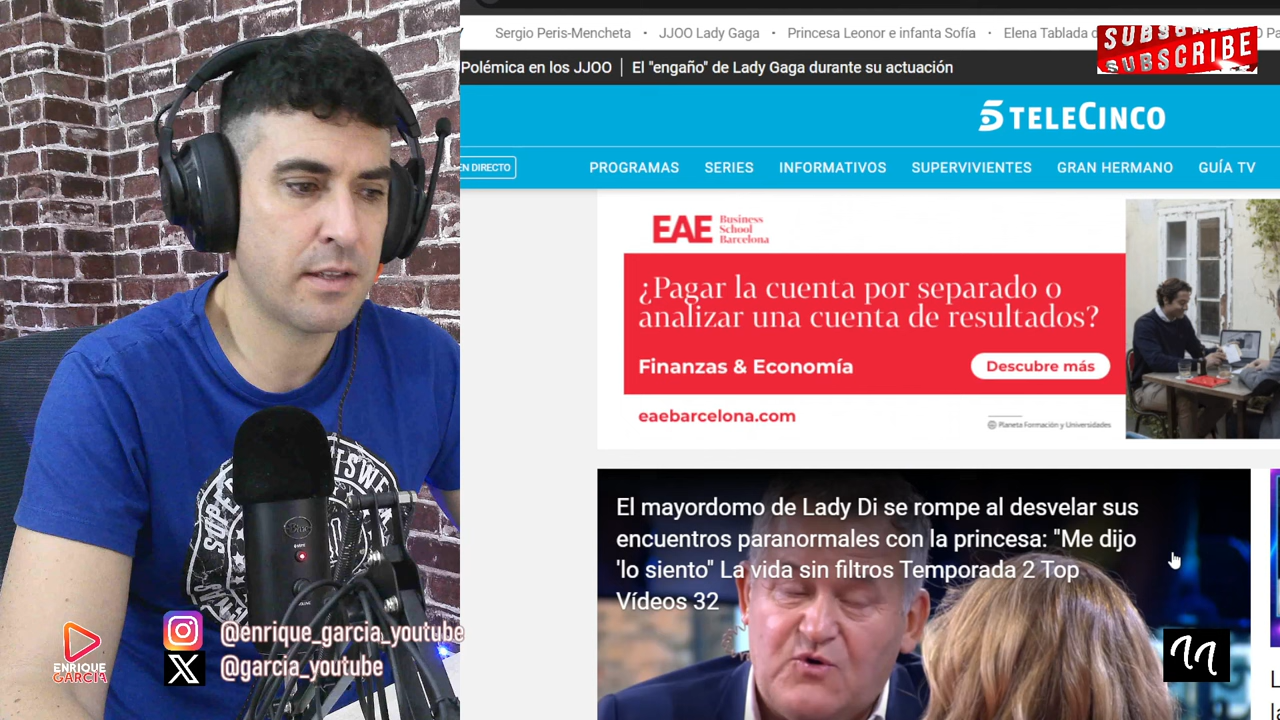 Sergio Peris-Mencheta • JJOO Lady Gaga • Princesa Leonor e infanta Sofía • Elena Tablada
SUBSCRIBE
SUBSCRIBE
Polémica en los JJOO | El "engaño" de Lady Gaga durante su actuación
5 TELECINCO
EN DIRECTO
PROGRAMAS SERIES INFORMATIVOS SUPERVIVIENTES GRAN HERMANO GUÍA TV
EAE Business
School
Barcelona
¿Pagar la cuenta por separado o
analizar una cuenta de resultados?
Finanzas & Economía
Descubre más
eaebarcelona.com
Planeta Formación y Universidades
El mayordomo de Lady Di se rompe al desvelar sus
encuentros paranormales con la princesa: "Me dijo
'lo siento" La vida sin filtros Temporada 2 Top
Vídeos 32
@enrique_garcia_youtube
@garcia_youtube
ENRIQUE
GARCIA